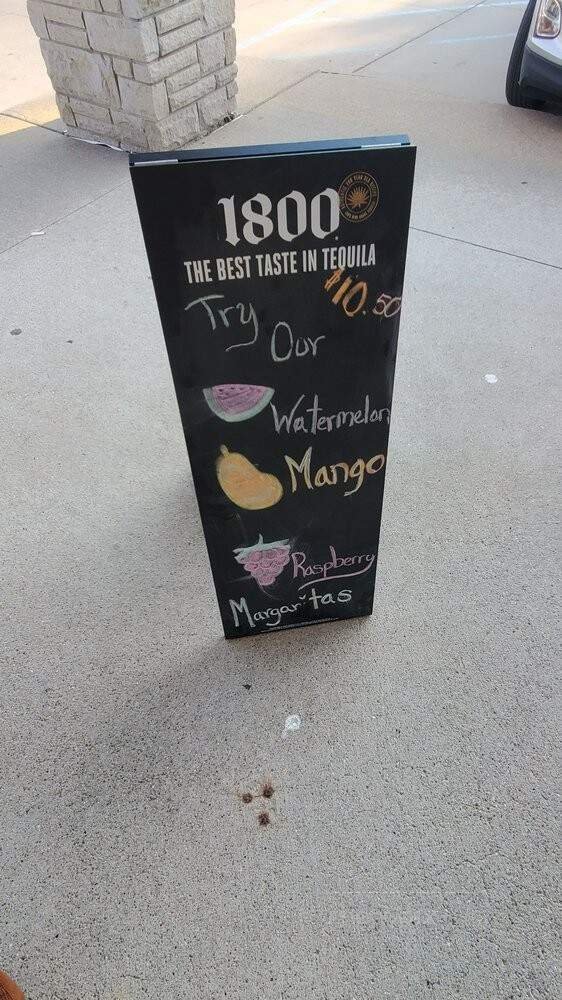 1800
THE BEST TASTE IN TEQUILA
$10.50
Try
Our
Watermelon
Mango
Raspberry
Margaritas